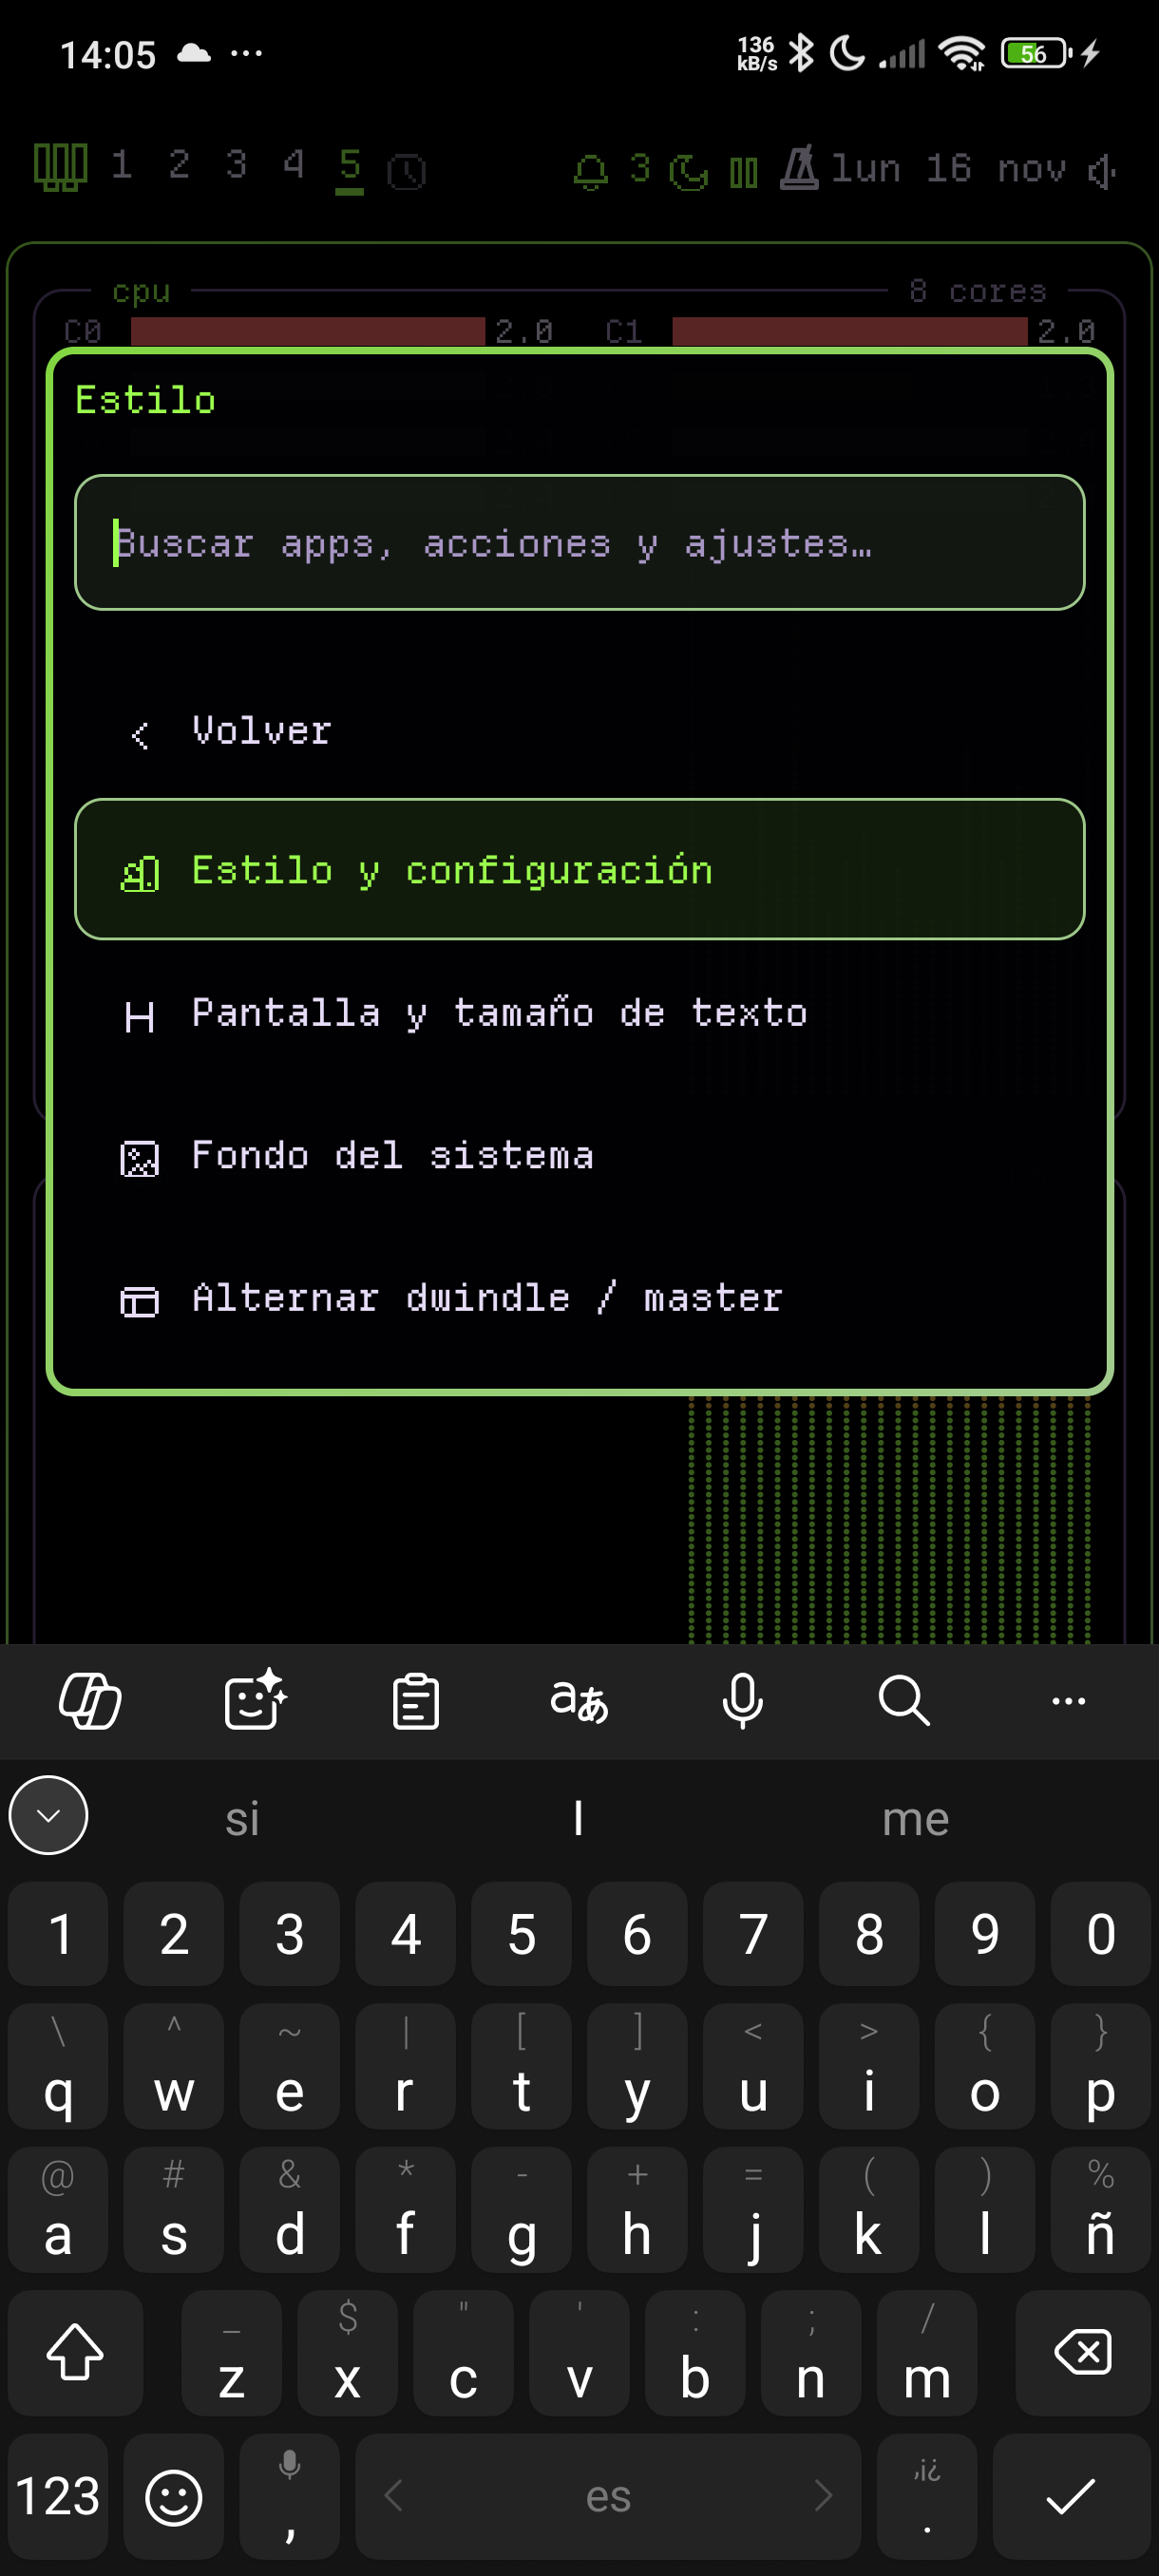 14:05 ... 136 kB/s 56
1 2 3 4 5 3 lun 16 nov
cpu 8 cores
C0 2.0 C1 2.0
Estilo
Buscar apps, acciones y ajustes…
Volver
Estilo y configuración
Pantalla y tamaño de texto
Fondo del sistema
Alternar dwindle / master
aあ ...
si I me
1 2 3 4 5 6 7 8 9 0
\ ^ ~ | [ ] < > { }
q w e r t y u i o p
@ # & * - + = ( ) %
a s d f g h j k l ñ
_ $ " ' : ; /
z x c v b n m
,i¿
123 , < es > .